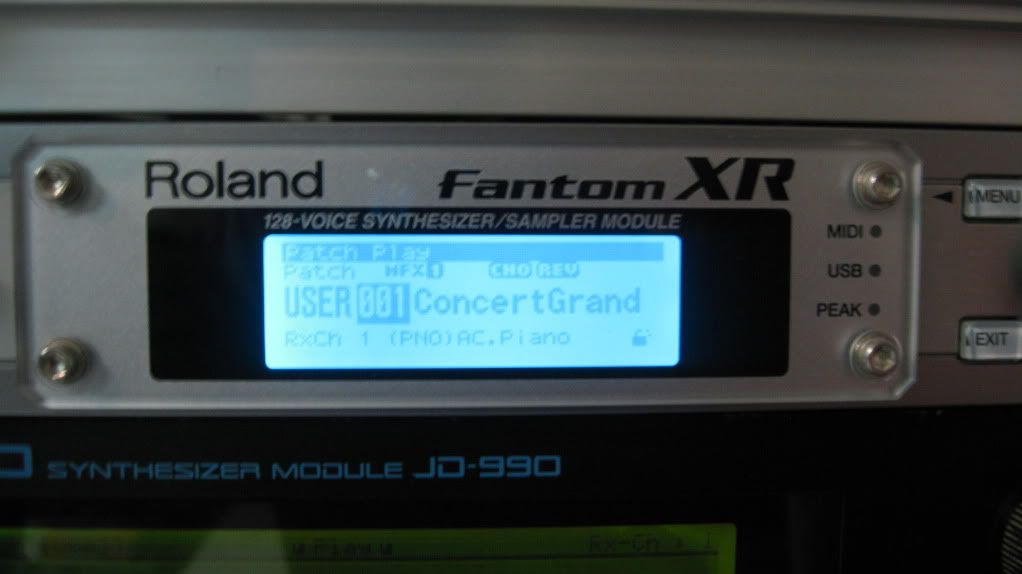 Roland Fantom XR
128-VOICE SYNTHESIZER/SAMPLER MODULE
Patch Play
Patch MFX1 CHO REV
USER 001 ConcertGrand
RxCh 1 (PNO)AC.Piano
MENU
MIDI
USB
PEAK
EXIT
SYNTHESIZER MODULE JD-990
Play